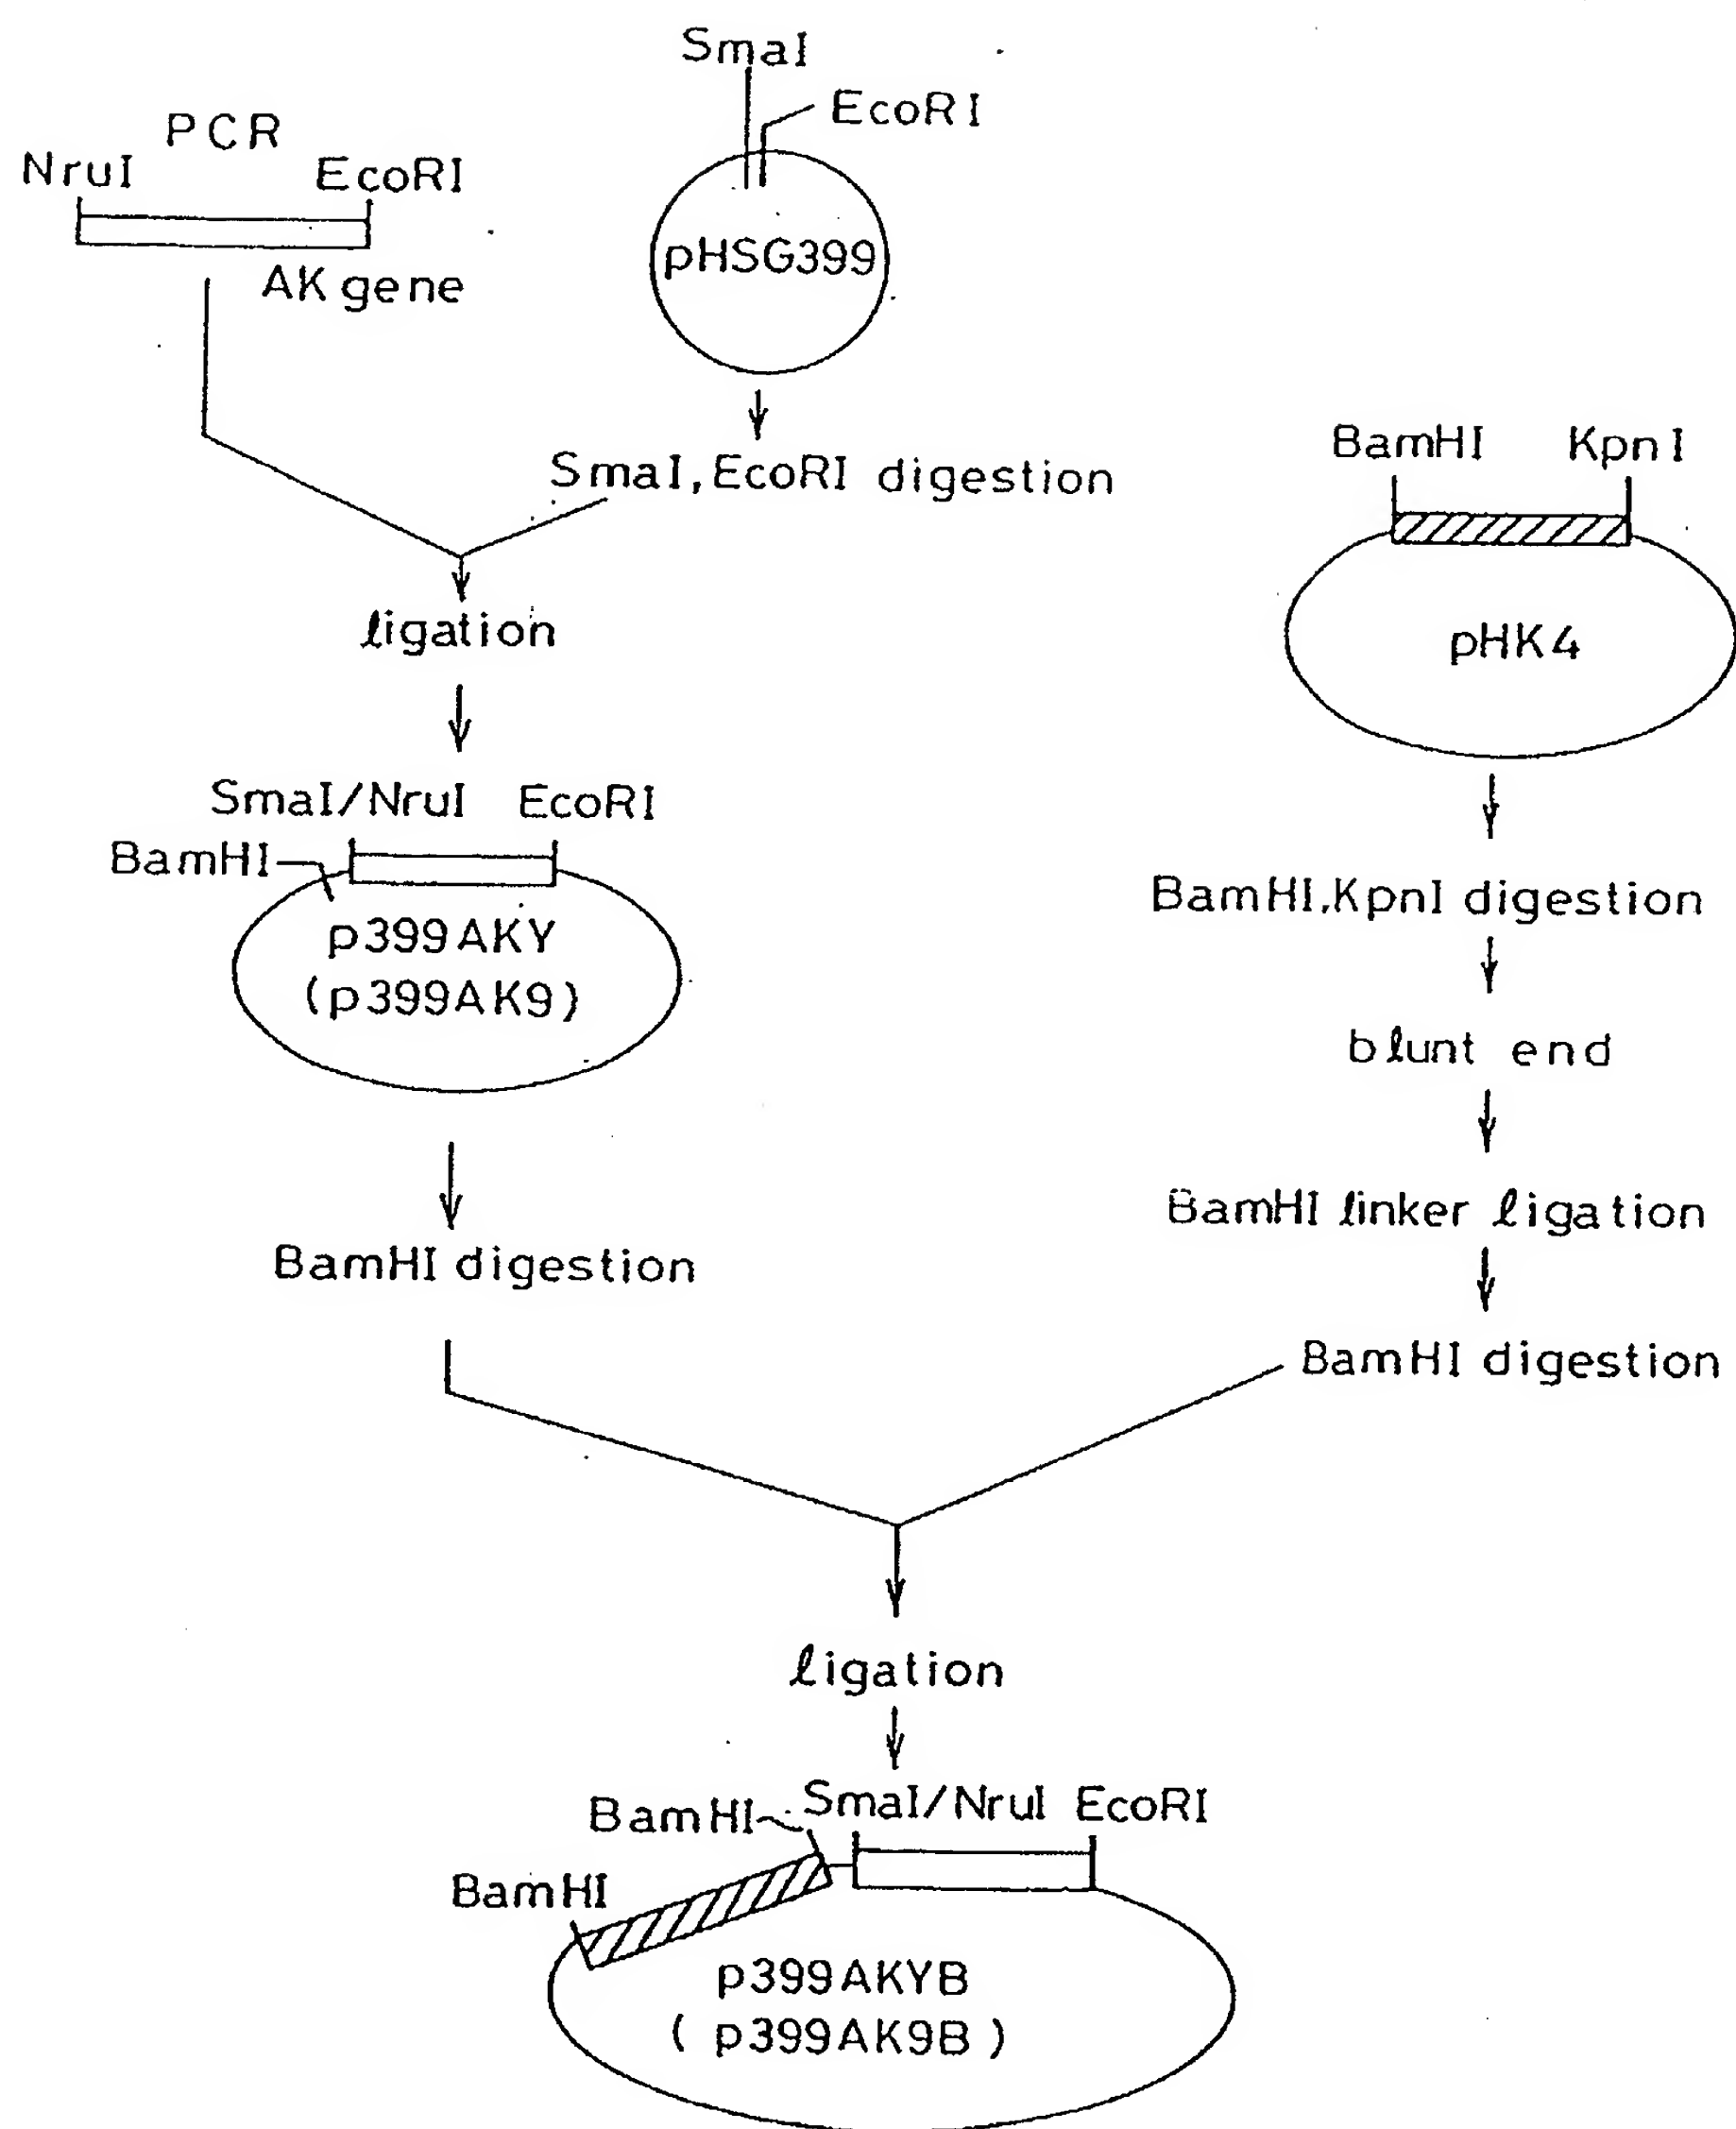 SmaI
EcoRI
PCR
NruI EcoRI
AK gene
pHSG399
SmaI, EcoRI digestion
ligation
SmaI/NruI EcoRI
BamHI
p399AKY
(p399AK9)
BamHI digestion
BamHI KpnI
pHK4
BamHI,KpnI digestion
blunt end
BamHI linker ligation
BamHI digestion
ligation
BamHI SmaI/NruI EcoRI
BamHI
p399AKYB
( p399AK9B )